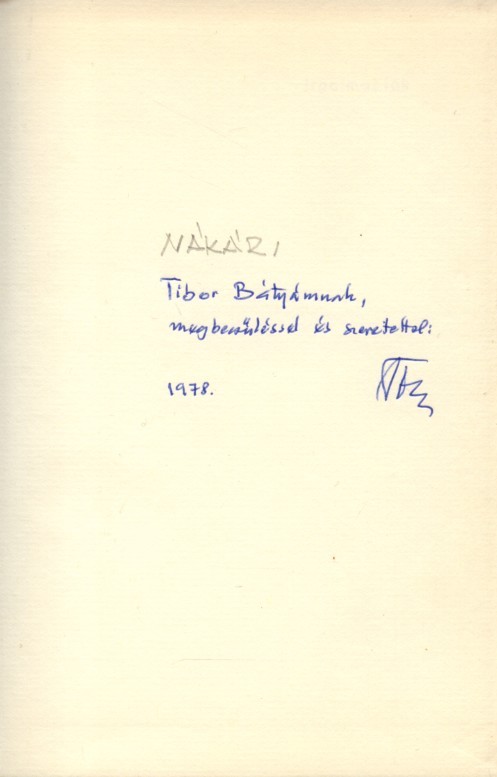 NÁKÁRI
Tibor Bátyámnak,
megbecsüléssel és szeretettel:
1978.